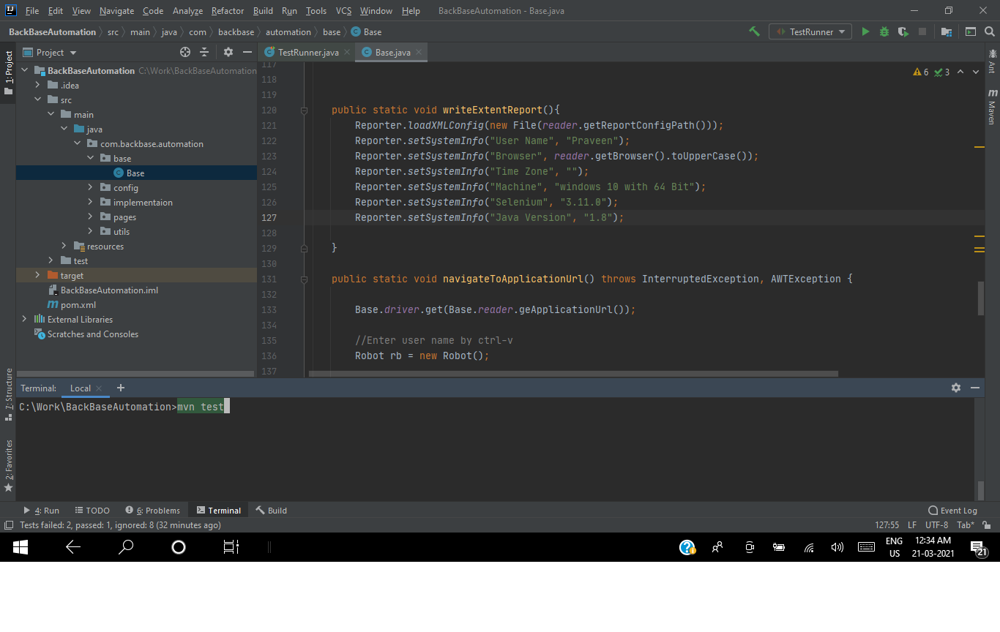 File Edit View Navigate Code Analyze Refactor Build Run Tools VCS Window Help BackBaseAutomation - Base.java
BackBaseAutomation src main java com backbase automation base Base TestRunner
1: Project
Project
TestRunner.java Base.java
BackBaseAutomation C:\Work\BackBaseAutomation
.idea
src
main
java
com.backbase.automation
base
Base
config
implementaion
pages
utils
resources
test
target
BackBaseAutomation.iml
pom.xml
External Libraries
Scratches and Consoles
6 3
Ant
Maven
117
118
119
120 public static void writeExtentReport(){
121 Reporter.loadXMLConfig(new File(reader.getReportConfigPath()));
122 Reporter.setSystemInfo("User Name", "Praveen");
123 Reporter.setSystemInfo("Browser", reader.getBrowser().toUpperCase());
124 Reporter.setSystemInfo("Time Zone", "");
125 Reporter.setSystemInfo("Machine", "windows 10 with 64 Bit");
126 Reporter.setSystemInfo("Selenium", "3.11.0");
127 Reporter.setSystemInfo("Java Version", "1.8");
128
129 }
130
131 public static void navigateToApplicationUrl() throws InterruptedException, AWTException {
132
133 Base.driver.get(Base.reader.geApplicationUrl());
134
135 //Enter user name by ctrl-v
136 Robot rb = new Robot();
137
7: Structure
2: Favorites
Terminal: Local
C:\Work\BackBaseAutomation>mvn test
4: Run TODO 6: Problems Terminal Build Event Log
Tests failed: 2, passed: 1, ignored: 8 (32 minutes ago) 127:55 LF UTF-8 Tab*
ENG 12:34 AM
US 21-03-2021 21